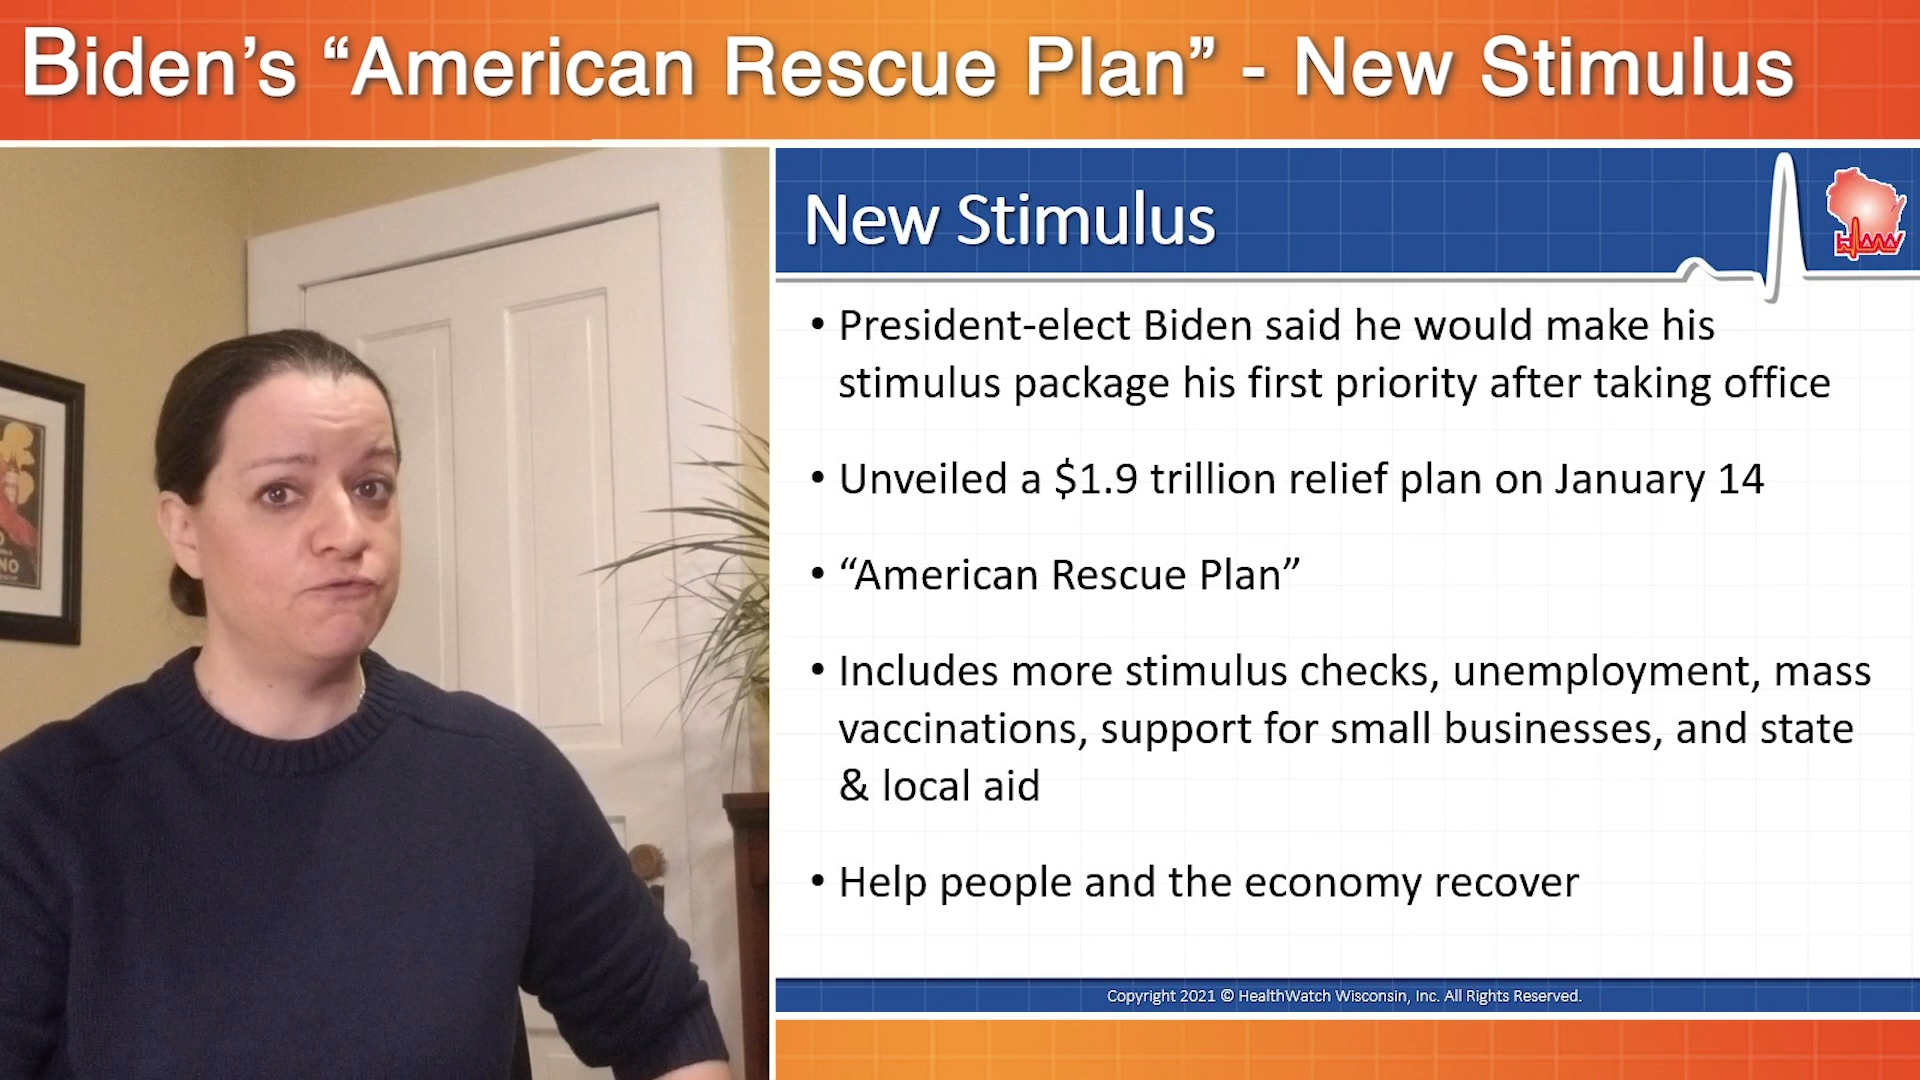 Biden’s “American Rescue Plan” - New Stimulus
New Stimulus
• President-elect Biden said he would make his
stimulus package his first priority after taking office
• Unveiled a $1.9 trillion relief plan on January 14
• “American Rescue Plan”
• Includes more stimulus checks, unemployment, mass
vaccinations, support for small businesses, and state
& local aid
• Help people and the economy recover
Copyright 2021 © HealthWatch Wisconsin, Inc. All Rights Reserved.
NO